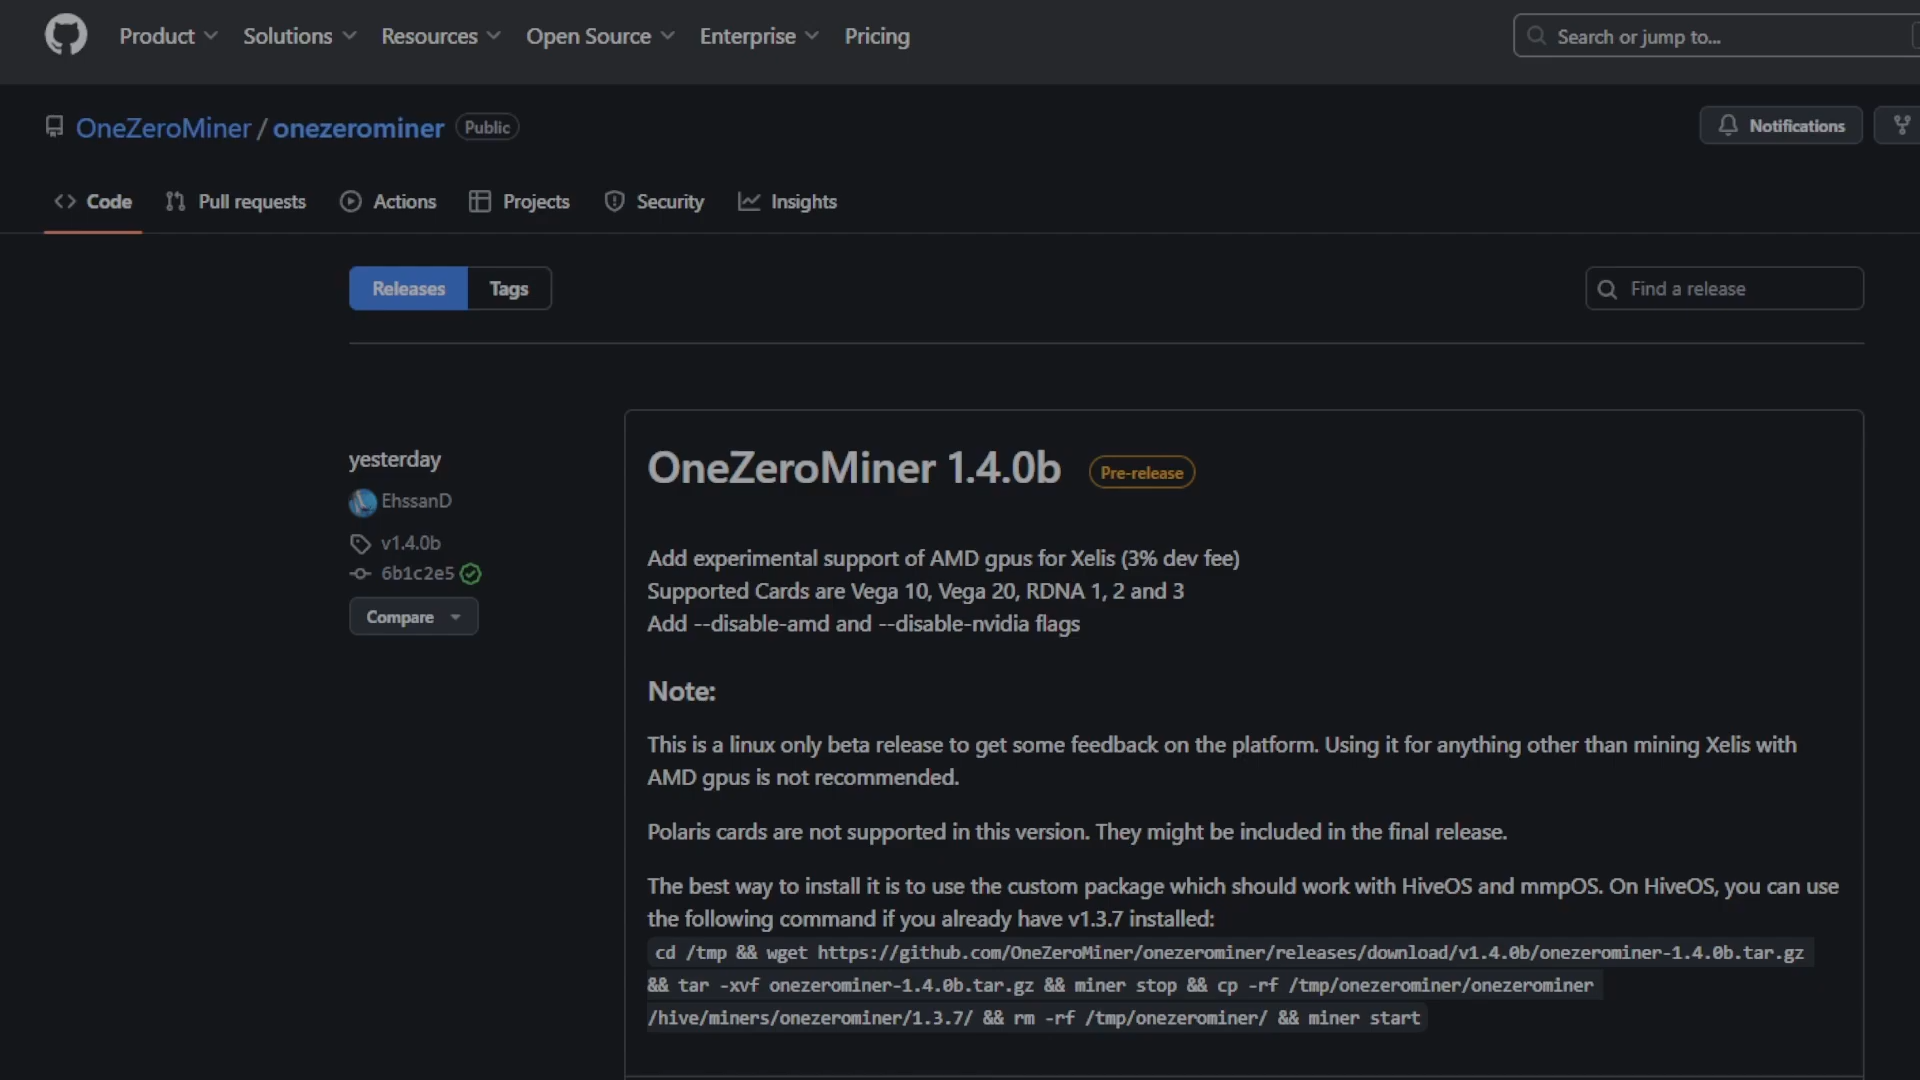 Product Solutions Resources Open Source Enterprise Pricing Search or jump to...
OneZeroMiner / onezerominer Public Notifications
Code Pull requests Actions Projects Security Insights
Releases Tags Find a release
yesterday
EhssanD
v1.4.0b
6b1c2e5
Compare
OneZeroMiner 1.4.0b Pre-release
Add experimental support of AMD gpus for Xelis (3% dev fee)
Supported Cards are Vega 10, Vega 20, RDNA 1, 2 and 3
Add --disable-amd and --disable-nvidia flags
Note:
This is a linux only beta release to get some feedback on the platform. Using it for anything other than mining Xelis with
AMD gpus is not recommended.
Polaris cards are not supported in this version. They might be included in the final release.
The best way to install it is to use the custom package which should work with HiveOS and mmpOS. On HiveOS, you can use
the following command if you already have v1.3.7 installed:
cd /tmp && wget https://github.com/OneZeroMiner/onezerominer/releases/download/v1.4.0b/onezerominer-1.4.0b.tar.gz
&& tar -xvf onezerominer-1.4.0b.tar.gz && miner stop && cp -rf /tmp/onezerominer/onezerominer
/hive/miners/onezerominer/1.3.7/ && rm -rf /tmp/onezerominer/ && miner start